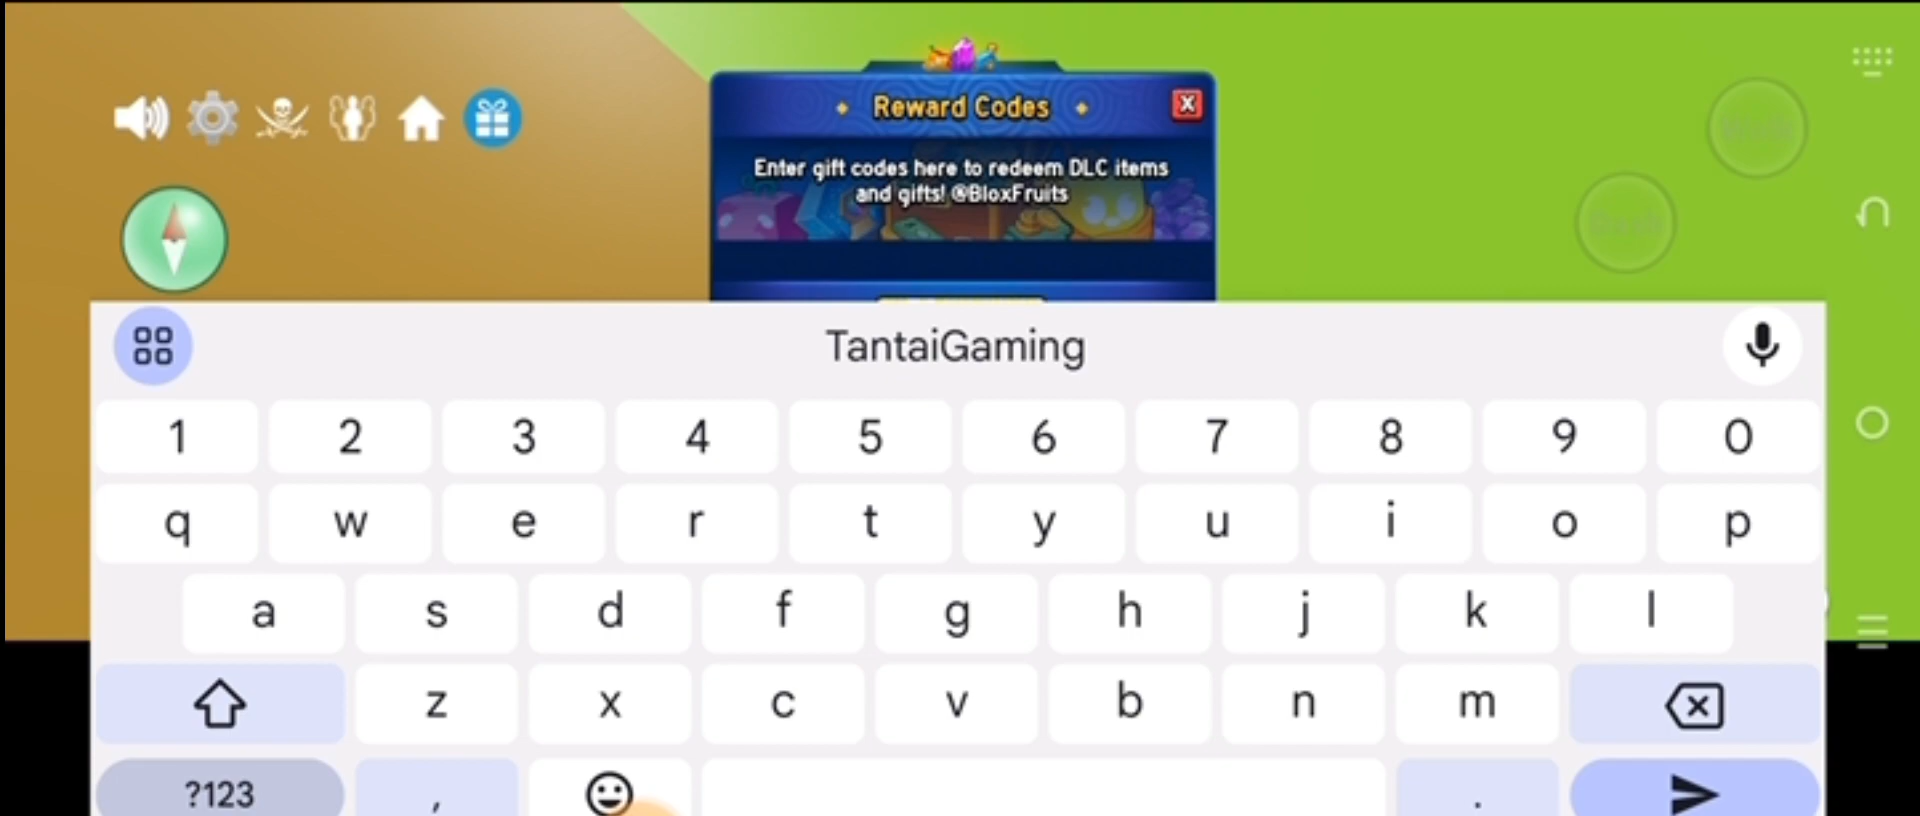 Reward Codes
X
Enter gift codes here to redeem DLC items
and gifts! @BloxFruits
TantaiGaming
1 2 3 4 5 6 7 8 9 0
q w e r t y u i o p
a s d f g h j k l
z x c v b n m
?123 , .